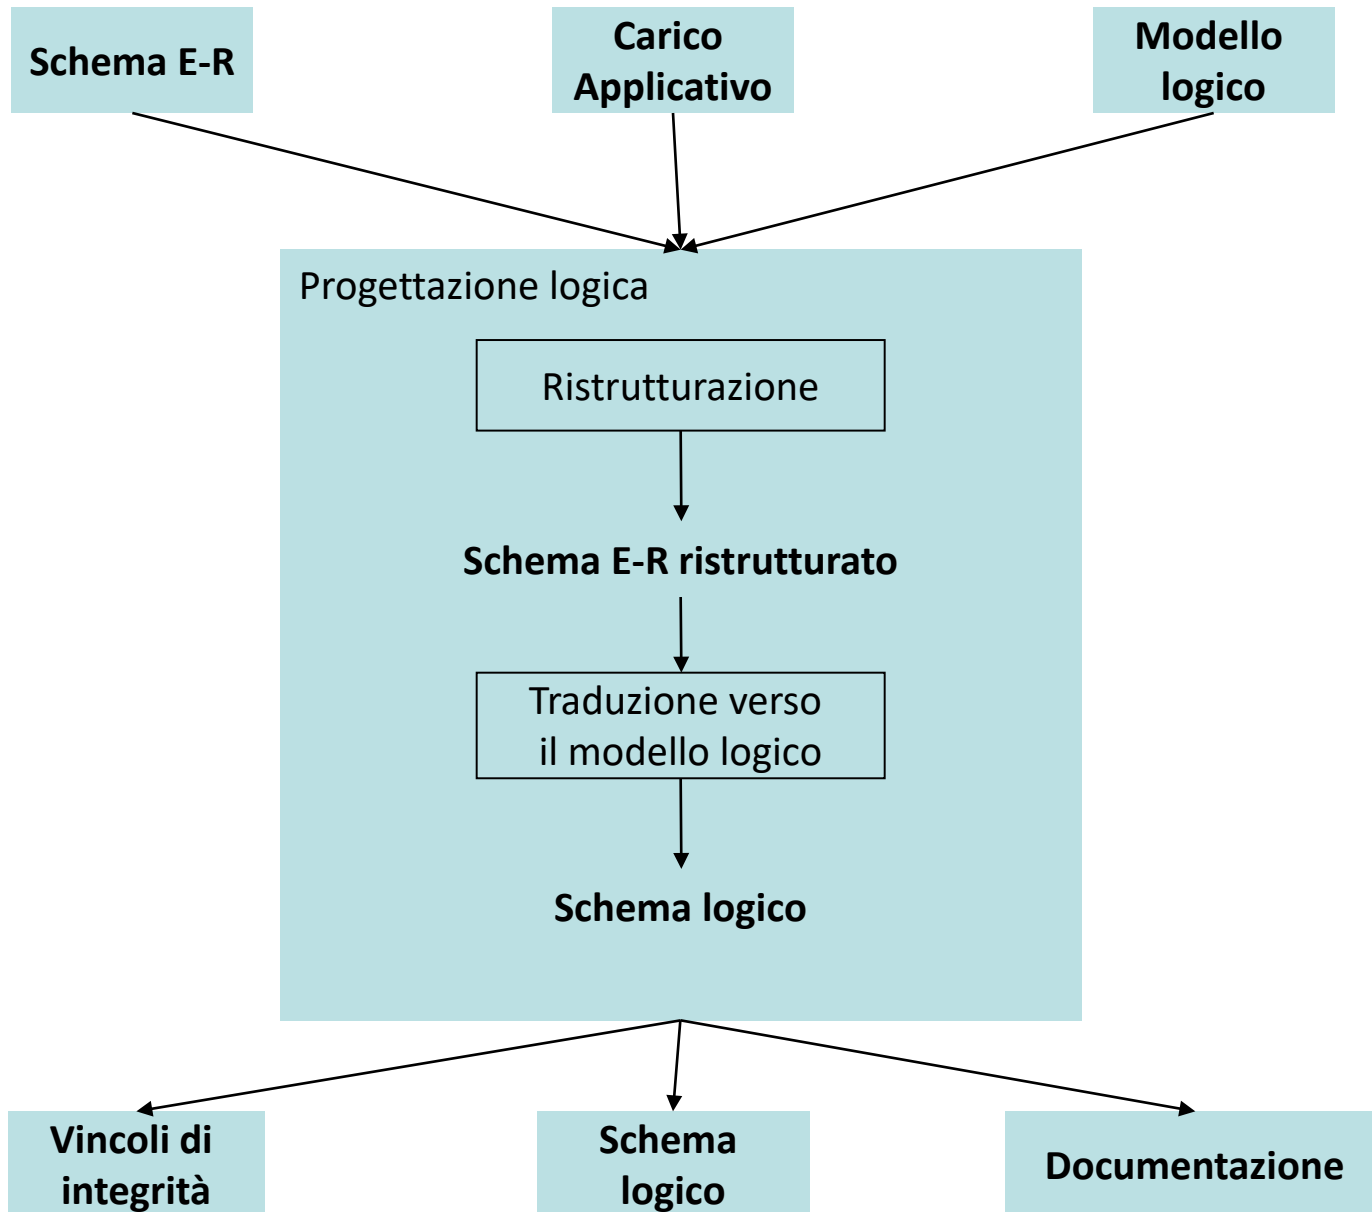 Schema E-R
Carico
Applicativo
Modello
logico
Progettazione logica
Ristrutturazione
Schema E-R ristrutturato
Traduzione verso
il modello logico
Schema logico
Vincoli di
integrità
Schema
logico
Documentazione